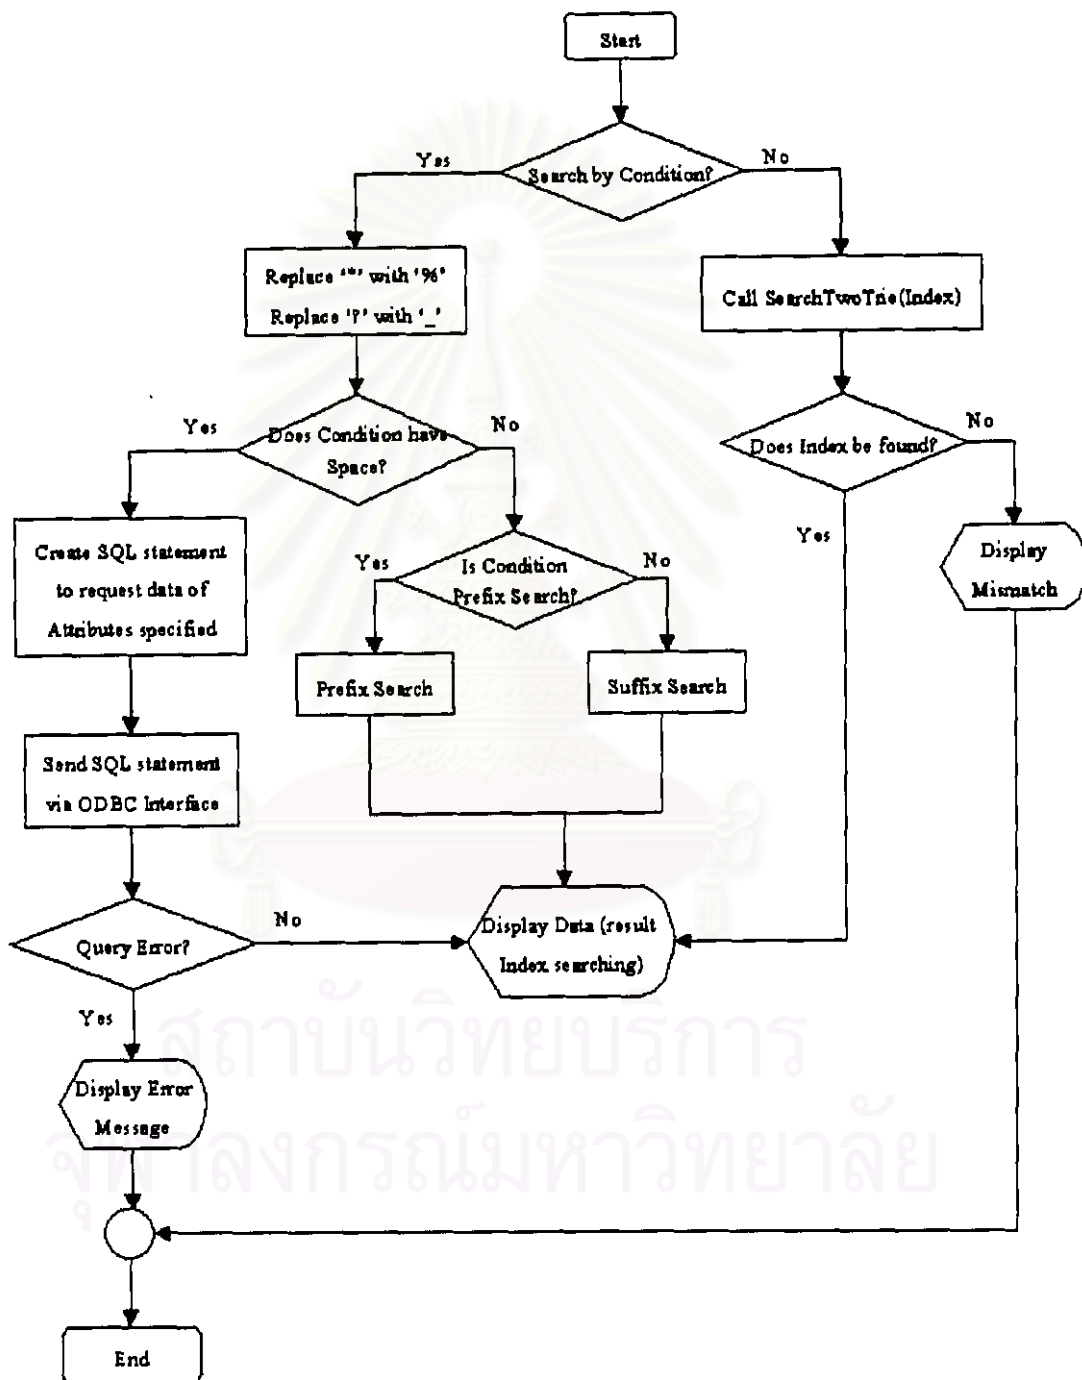 Start
Search by Condition?
Yes
No
Replace '*' with '%'
Replace '?' with '_'
Call SearchTwoTrie(Index)
Does Condition have
Space?
Yes
No
Does Index be found?
No
Yes
Create SQL statement
to request data of
Attributes specified
Is Condition
Prefix Search?
Yes
No
Display
Mismatch
Prefix Search
Suffix Search
Send SQL statement
via ODBC Interface
Query Error?
No
Yes
Display Data (result
Index searching)
Display Error
Message
สถาบันวิทยบริการ
จุฬาลงกรณ์มหาวิทยาลัย
End